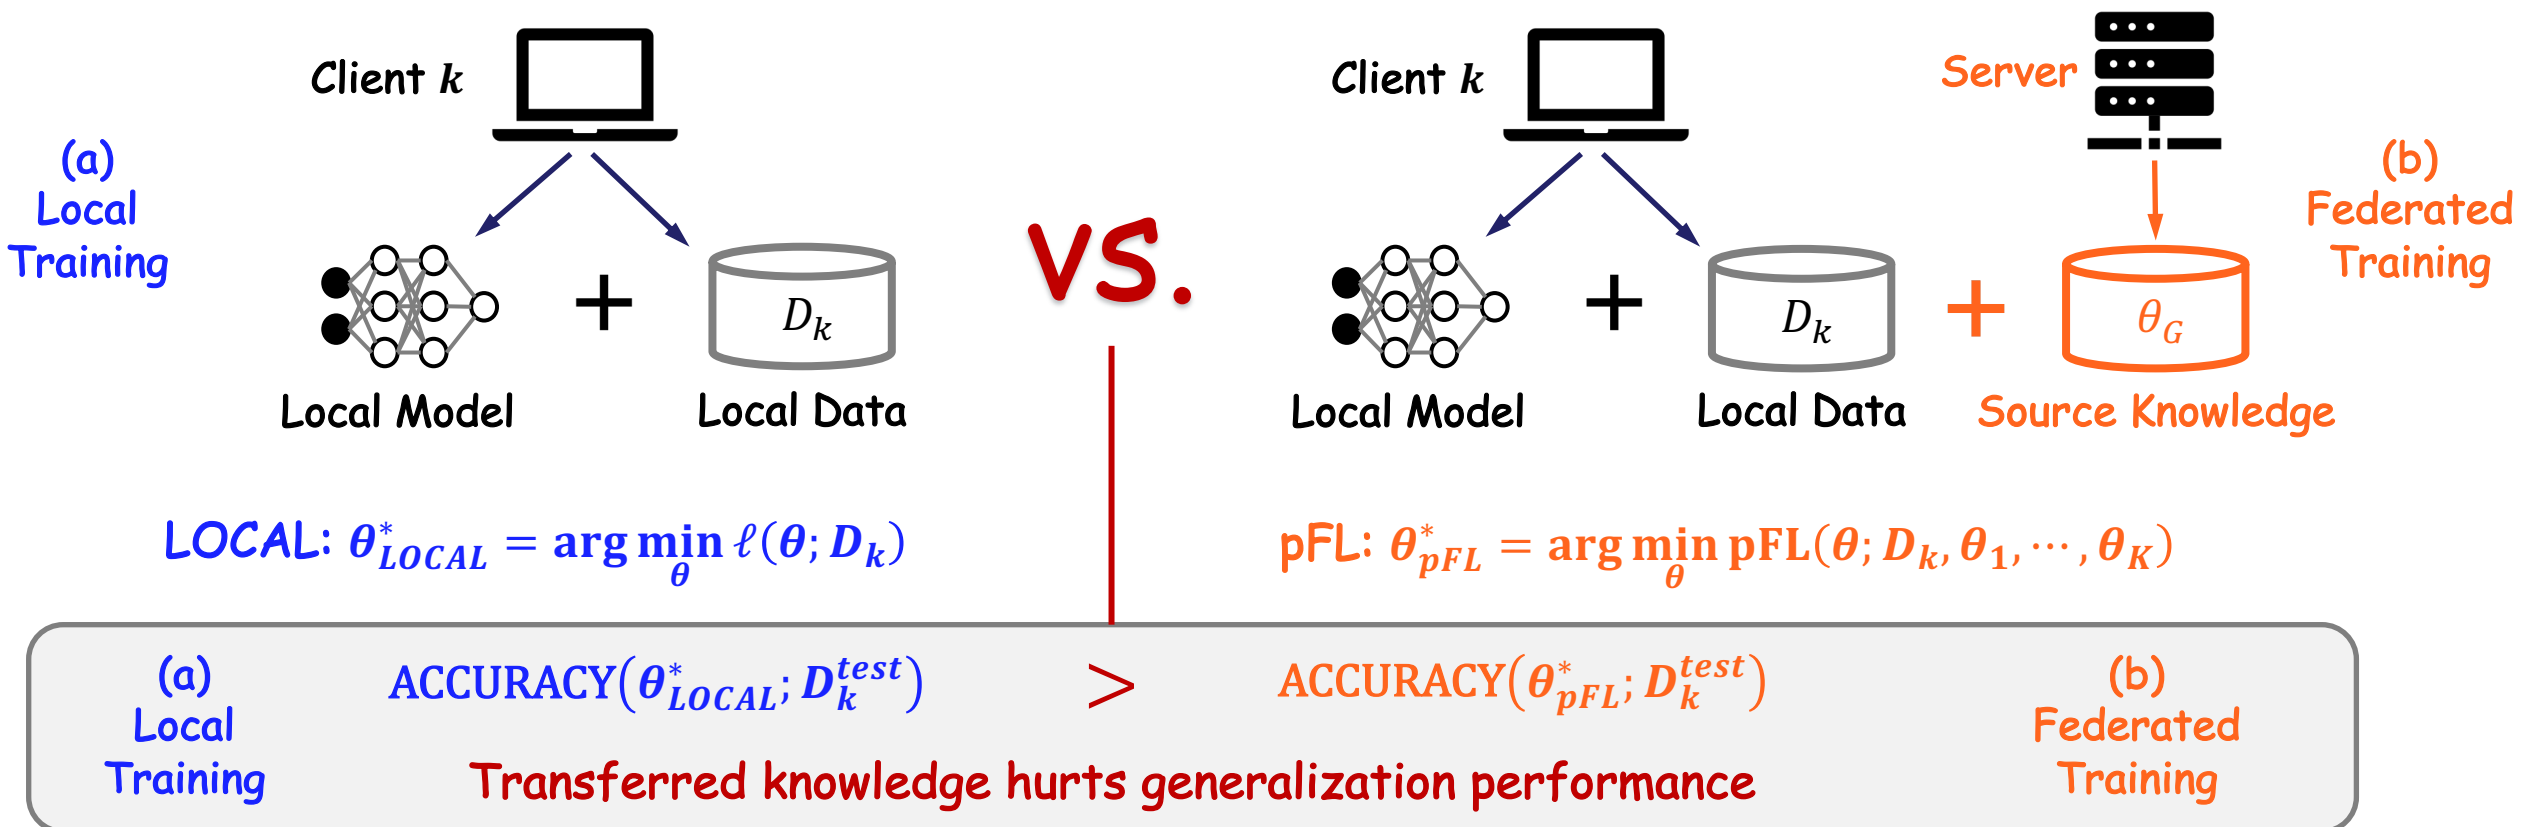 Client k
Client k
Server
(a)
Local
Training
(b)
Federated
Training
VS.
D_k
D_k
θ_G
+
+
+
Local Model
Local Data
Local Model
Local Data
Source Knowledge
LOCAL: θ*_LOCAL = arg min_θ ℓ(θ; D_k)
pFL: θ*_pFL = arg min_θ pFL(θ; D_k, θ_1, ⋯, θ_K)
(a)
Local
Training
ACCURACY(θ*_LOCAL; D_k^test) > ACCURACY(θ*_pFL; D_k^test)
(b)
Federated
Training
Transferred knowledge hurts generalization performance